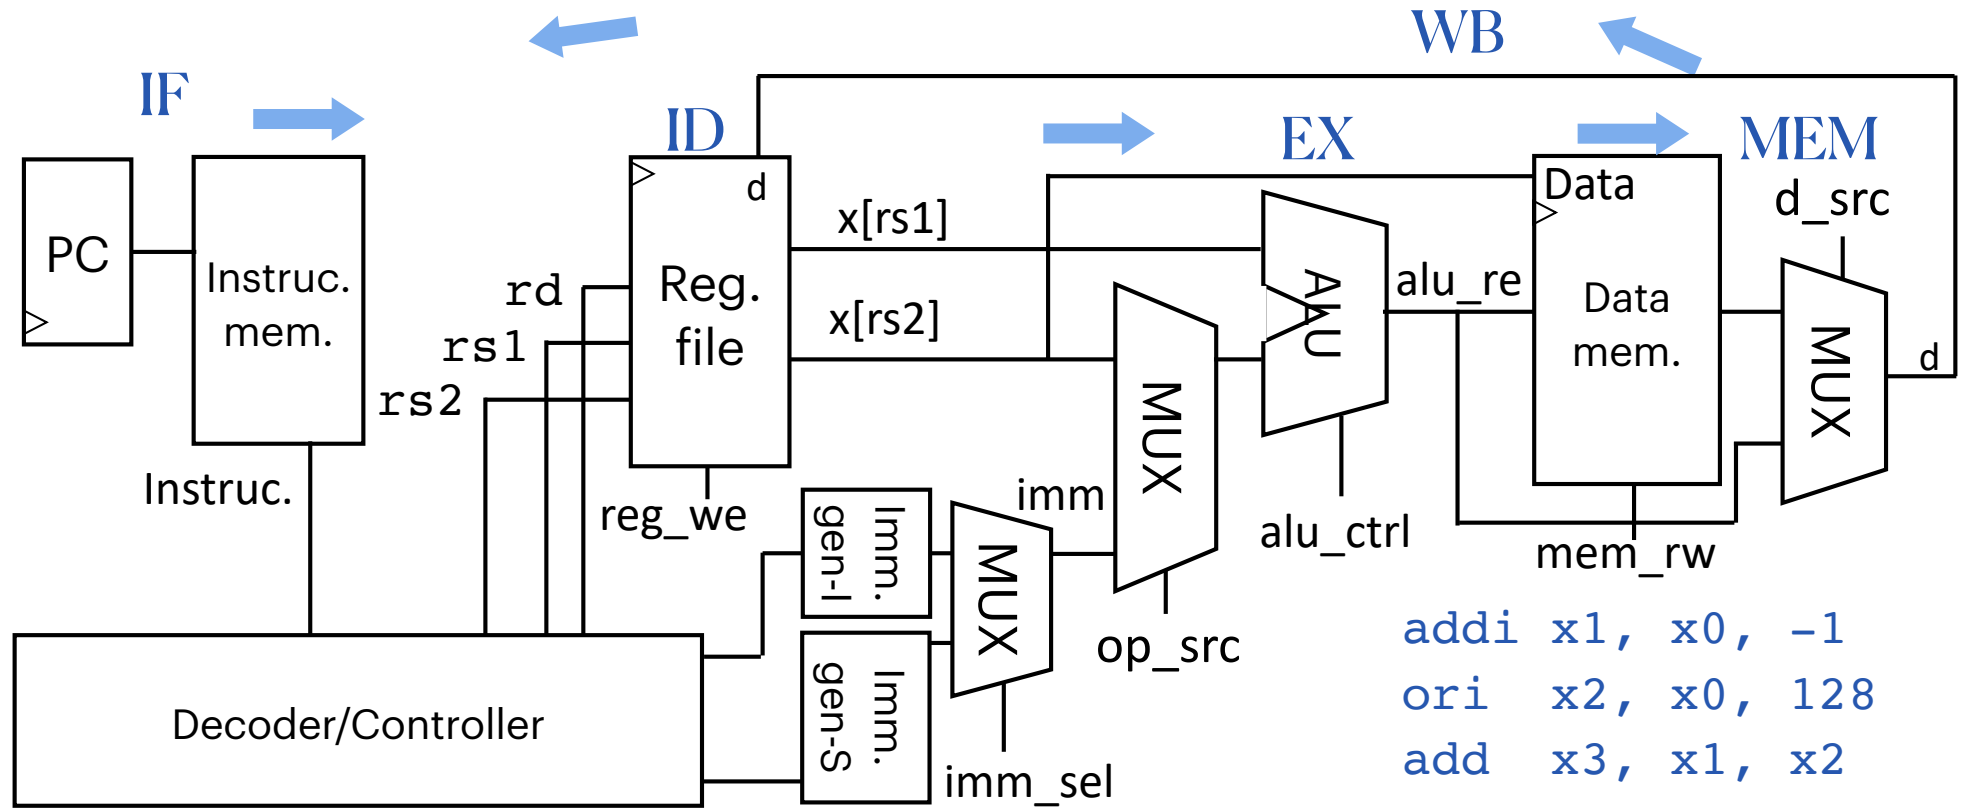 WB
IF
ID
EX
MEM
PC
Instruc.
mem.
d
Reg.
file
rd
rs1
rs2
x[rs1]
x[rs2]
ALU
alu_re
Data
Data
mem.
d_src
MUX
d
MUX
Instruc.
reg_we
Imm.
gen-I
imm
MUX
alu_ctrl
mem_rw
op_src
Imm.
gen-S
imm_sel
Decoder/Controller
addi x1, x0, -1
ori x2, x0, 128
add x3, x1, x2